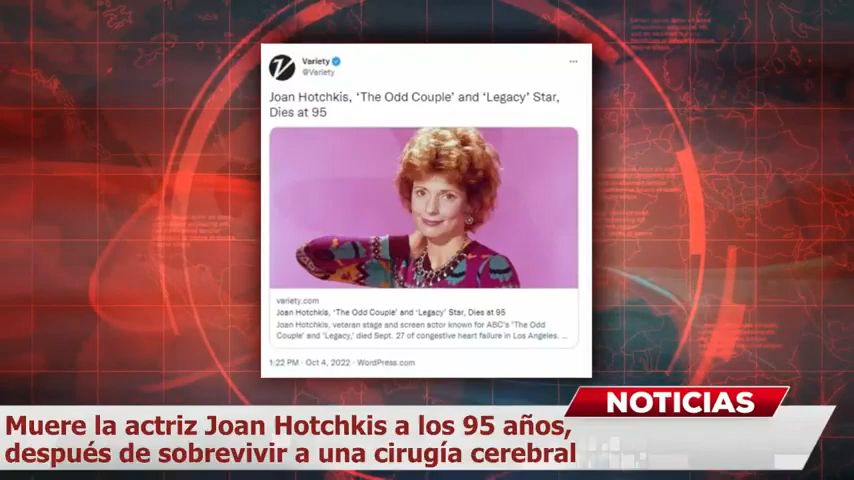 Variety
@Variety
Joan Hotchkis, ‘The Odd Couple’ and ‘Legacy’ Star,
Dies at 95
variety.com
Joan Hotchkis, ‘The Odd Couple’ and ‘Legacy’ Star, Dies at 95
Joan Hotchkis, veteran stage and screen actor known for ABC's 'The Odd
Couple' and 'Legacy,' died Sept. 27 of congestive heart failure in Los Angeles. ...
1:22 PM · Oct 4, 2022 · WordPress.com
NOTICIAS
Muere la actriz Joan Hotchkis a los 95 años,
después de sobrevivir a una cirugía cerebral